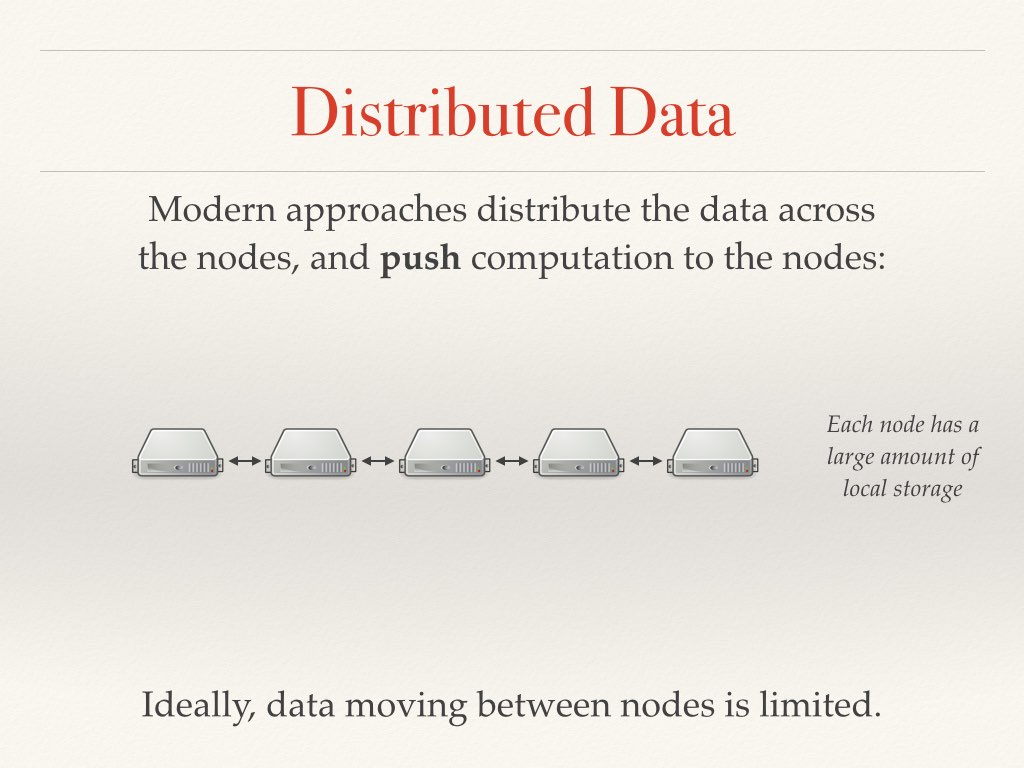 Distributed Data
Modern approaches distribute the data across
the nodes, and push computation to the nodes:
Each node has a
large amount of
local storage
Ideally, data moving between nodes is limited.